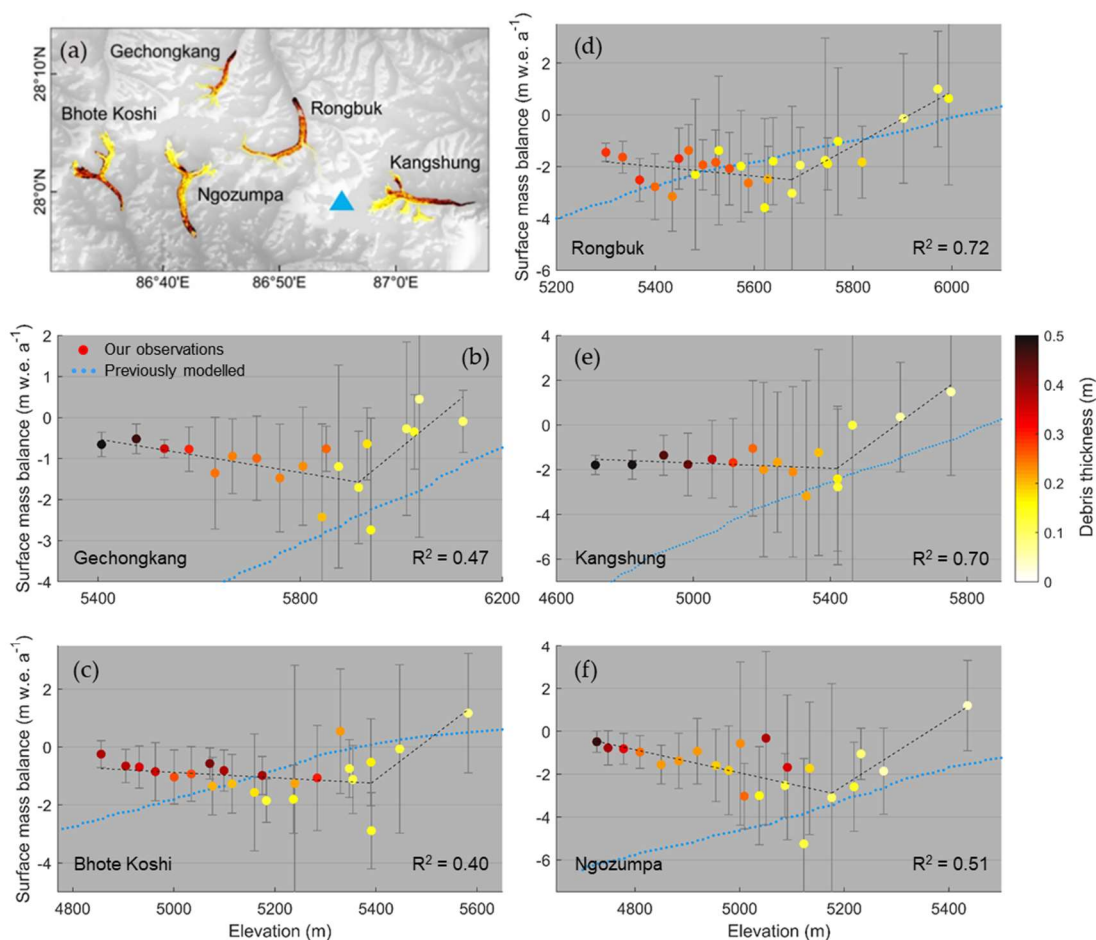 (a)
Gechongkang
Bhote Koshi
Rongbuk
Kangshung
Ngozumpa
28°10'N
28°0'N
86°40'E 86°50'E 87°0'E
(d)
Surface mass balance (m w.e. a⁻¹)
2
0
-2
-4
-6
Rongbuk R² = 0.72
5200 5400 5600 5800 6000
(b)
Our observations
Previously modelled
Surface mass balance (m w.e. a⁻¹)
2
1
0
-1
-2
-3
-4
Gechongkang R² = 0.47
5400 5800 6200
(e)
4
2
0
-2
-4
-6
Kangshung R² = 0.70
4600 5000 5400 5800
0.5
0.4
0.3
0.2
0.1
0
Debris thickness (m)
(c)
Surface mass balance (m w.e. a⁻¹)
2
0
-2
-4
Bhote Koshi R² = 0.40
4800 5000 5200 5400 5600
Elevation (m)
(f)
4
2
0
-2
-4
-6
Ngozumpa R² = 0.51
4800 5000 5200 5400
Elevation (m)